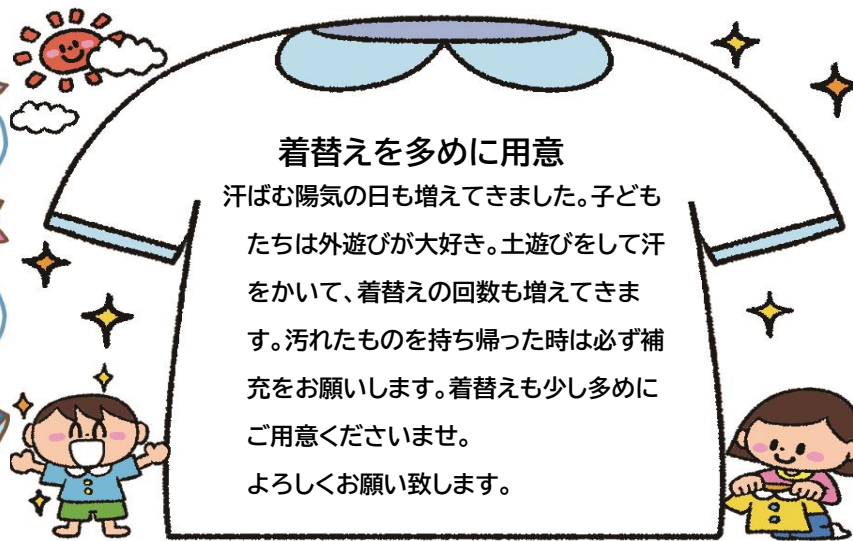 着替えを多めに用意
汗ばむ陽気の日も増えてきました。子ども
たちは外遊びが大好き。土遊びをして汗
をかいて、着替えの回数も増えてきま
す。汚れたものを持ち帰った時は必ず補
充をお願いします。着替えも少し多めに
ご用意くださいませ。
よろしくお願い致します。